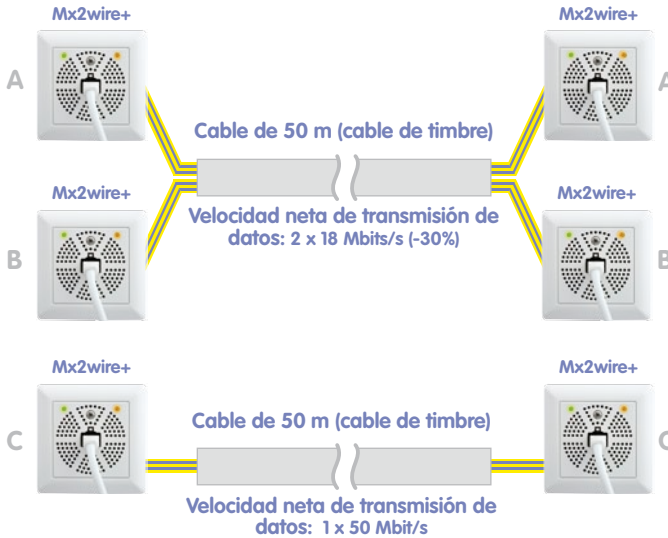 Mx2wire+ Mx2wire+
A A
Cable de 50 m (cable de timbre)
Mx2wire+ Mx2wire+
Velocidad neta de transmisión de
datos: 2 x 18 Mbits/s (-30%)
B B
Mx2wire+ Mx2wire+
Cable de 50 m (cable de timbre)
C C
Velocidad neta de transmisión de
datos: 1 x 50 Mbit/s